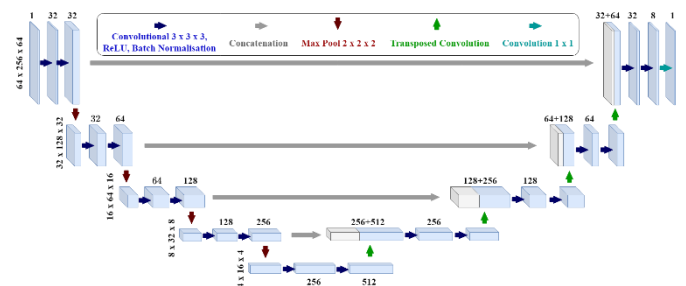 1 32 32
64 x 256 x 64
Convolutional 3 x 3 x 3,
ReLU, Batch Normalisation
Concatenation
Max Pool 2 x 2 x 2
Transposed Convolution
Convolution 1 x 1
32+64 32 8 1
32 x 128 x 32
32 64
64+128 64
16 x 64 x 16
64 128
128+256 128
8 x 32 x 8
128 256
256+512 256
4 x 16 x 4
256 512